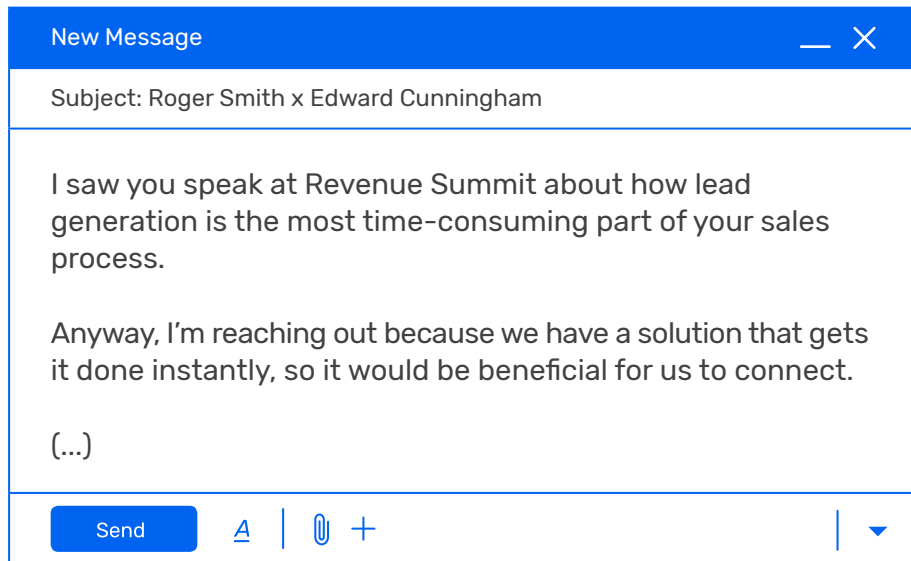 New Message
Subject: Roger Smith x Edward Cunningham
I saw you speak at Revenue Summit about how lead
generation is the most time-consuming part of your sales
process.
Anyway, I’m reaching out because we have a solution that gets
it done instantly, so it would be beneficial for us to connect.
(...)
Send
A